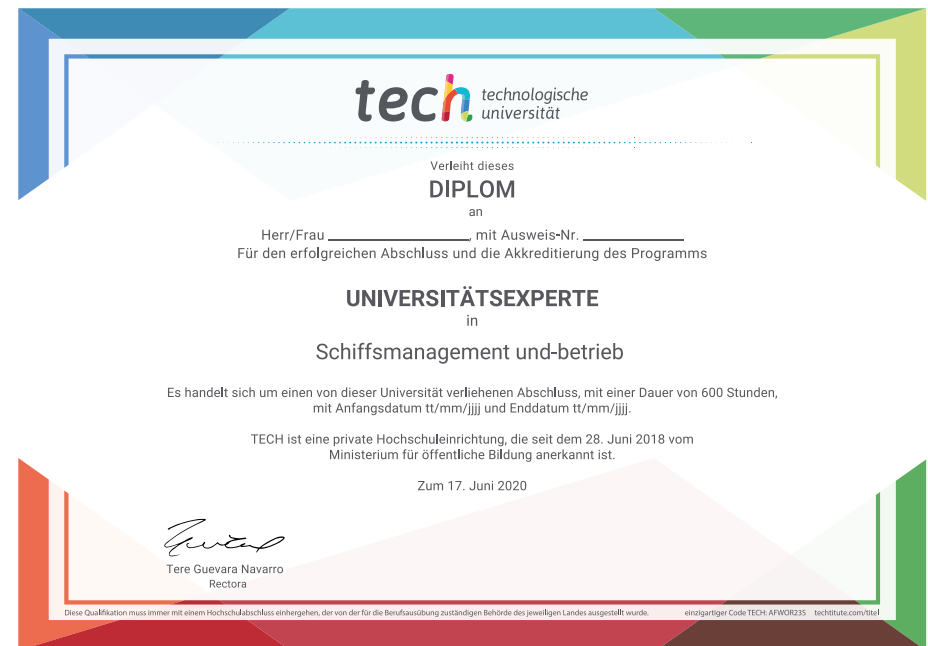 tech technologische
universität
Verleiht dieses
DIPLOM
an
Herr/Frau ____________________, mit Ausweis-Nr. ______________
Für den erfolgreichen Abschluss und die Akkreditierung des Programms
UNIVERSITÄTSEXPERTE
in
Schiffsmanagement und-betrieb
Es handelt sich um einen von dieser Universität verliehenen Abschluss, mit einer Dauer von 600 Stunden,
mit Anfangsdatum tt/mm/jjjj und Enddatum tt/mm/jjjj.
TECH ist eine private Hochschuleinrichtung, die seit dem 28. Juni 2018 vom
Ministerium für öffentliche Bildung anerkannt ist.
Zum 17. Juni 2020
Tere Guevara Navarro
Rectora
Diese Qualifikation muss immer mit einem Hochschulabschluss einhergehen, der von der für die Berufsausübung zuständigen Behörde des jeweiligen Landes ausgestellt wurde. einzigartiger Code TECH: AFWOR23S techtitute.com/titel